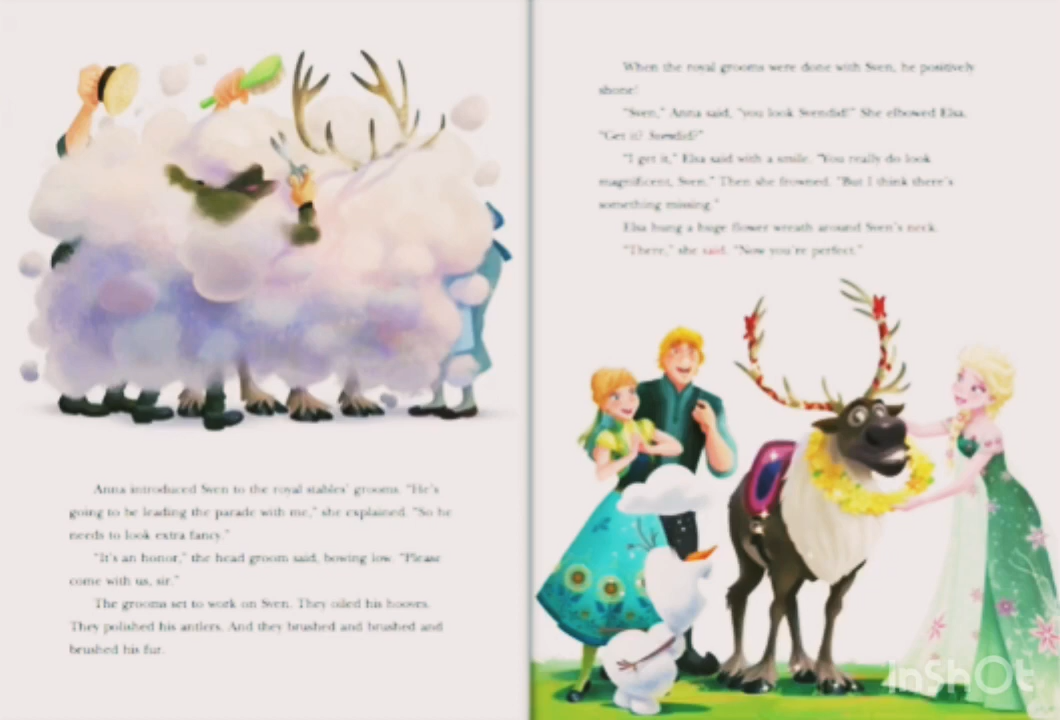 Anna introduced Sven to the royal stables' grooms. "He's
going to be leading the parade with me," she explained. "So he
needs to look extra fancy."
"It's an honor," the head groom said, bowing low. "Please
come with us, sir."
The grooms set to work on Sven. They oiled his hooves.
They polished his antlers. And they brushed and brushed and
brushed his fur.
When the royal grooms were done with Sven, he positively
shone!
"Sven," Anna said, "you look Svendid!" She elbowed Elsa.
"Get it? Svendid?"
"I get it," Elsa said with a smile. "You really do look
magnificent, Sven." Then she frowned. "But I think there's
something missing."
Elsa hung a huge flower wreath around Sven's neck.
"There," she said. "Now you're perfect."
InShOt